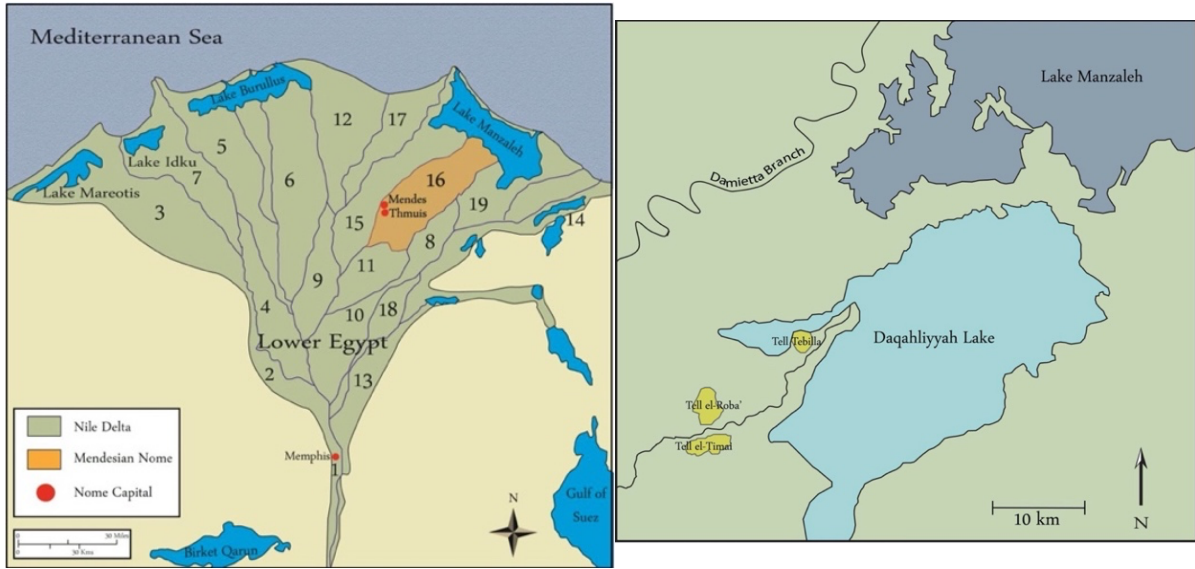 Mediterranean Sea
Lake Burullus
12
17
Lake Manzaleh
5
Lake Idku
7
6
16
Lake Mareotis
Mendes
Thmuis
3
15
19
14
8
11
9
4
10
18
Lower Egypt
2
13
Nile Delta
Mendesian Nome
Nome Capital
Memphis
1
N
Gulf of
Suez
0 30 Miles
0 30 Kms
Birket Qarun
Lake Manzaleh
Damietta Branch
Tell Tebilla
Daqahliyyah Lake
Tell el-Roba'
Tell el-Timai
10 km
N